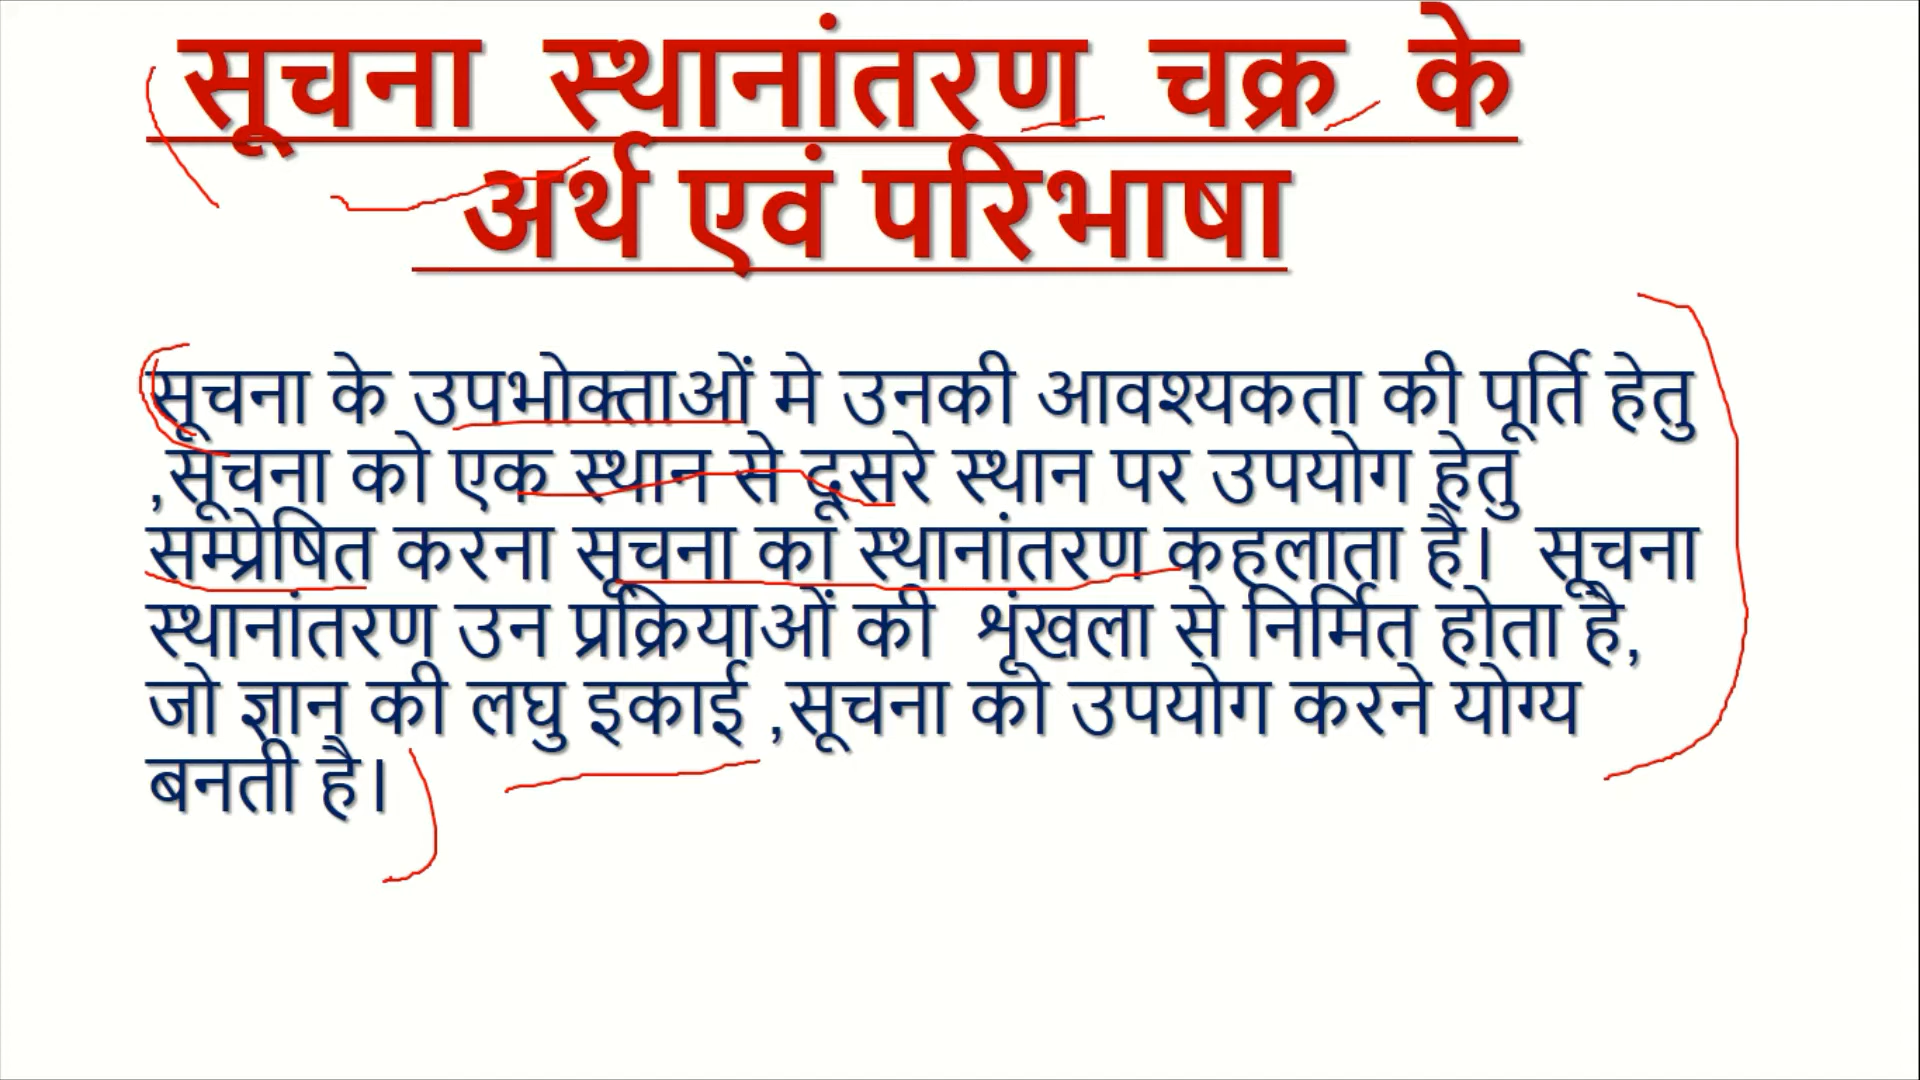 सूचना स्थानांतरण चक्र के
अर्थ एवं परिभाषा
सूचना के उपभोक्ताओं मे उनकी आवश्यकता की पूर्ति हेतु
,सूचना को एक स्थान से दूसरे स्थान पर उपयोग हेतु
सम्प्रेषित करना सूचना का स्थानांतरण कहलाता है। सूचना
स्थानांतरण उन प्रक्रियाओं की शृंखला से निर्मित होता है,
जो ज्ञान की लघु इकाई ,सूचना को उपयोग करने योग्य
बनती है।